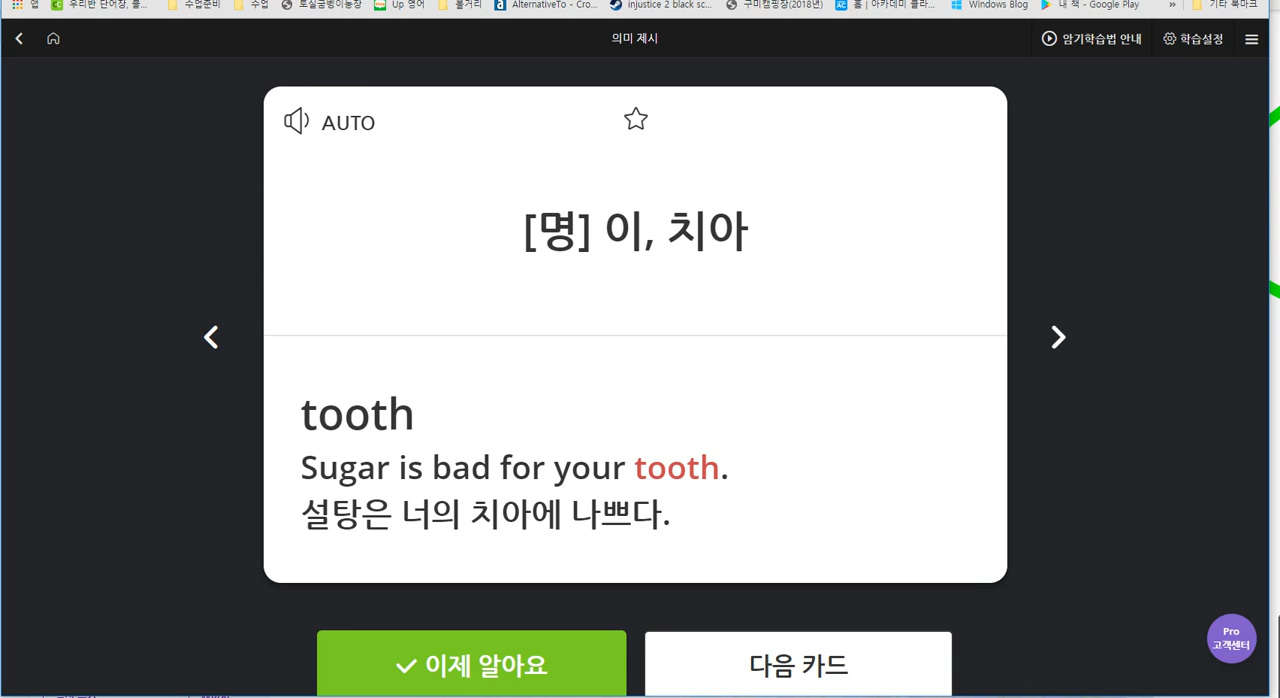 앱 우리반 단어장, 클... 수업준비 수업 토실공방이능장 Up 영어 볼거리 AlternativeTo - Cro... injustice 2 black sc... 구미캠핑장(2018년) 홈 | 아카데미 클라... Windows Blog 내 책 - Google Play » 기타 북마크
의미 제시
암기학습법 안내 학습설정
AUTO
[명] 이, 치아
tooth
Sugar is bad for your tooth.
설탕은 너의 치아에 나쁘다.
이제 알아요 다음 카드
Pro
고객센터